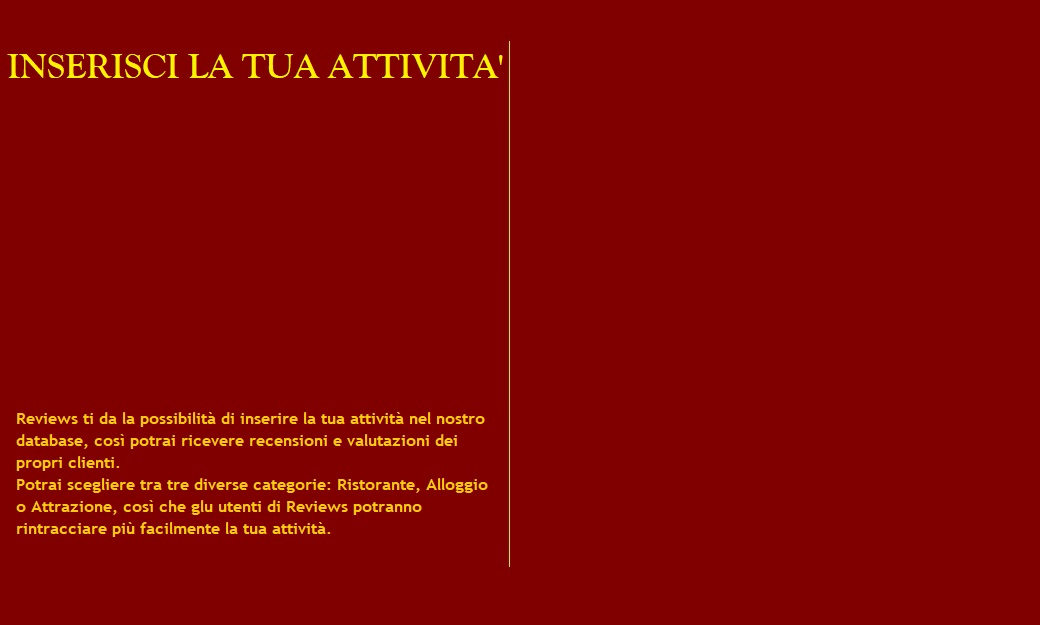 INSERISCI LA TUA ATTIVITA'
Reviews ti da la possibilità di inserire la tua attività nel nostro
database, così potrai ricevere recensioni e valutazioni dei
propri clienti.
Potrai scegliere tra tre diverse categorie: Ristorante, Alloggio
o Attrazione, così che glu utenti di Reviews potranno
rintracciare più facilmente la tua attività.